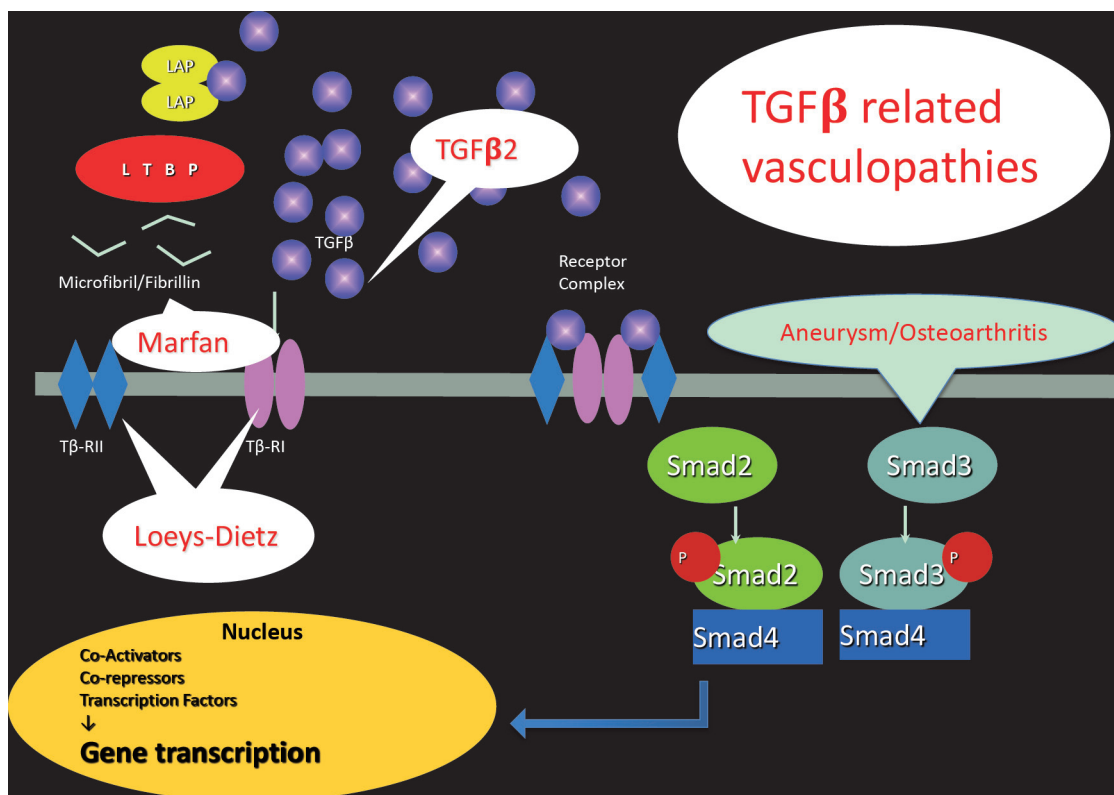 LAP
LAP
L T B P
TGFβ2
TGFβ related
vasculopathies
TGFβ
Microfibril/Fibrillin
Receptor
Complex
Marfan
Aneurysm/Osteoarthritis
Tβ-RII
Tβ-RI
Loeys-Dietz
Smad2
Smad3
P
Smad2
Smad3
P
Smad4
Smad4
Nucleus
Co-Activators
Co-repressors
Transcription Factors
↓
Gene transcription